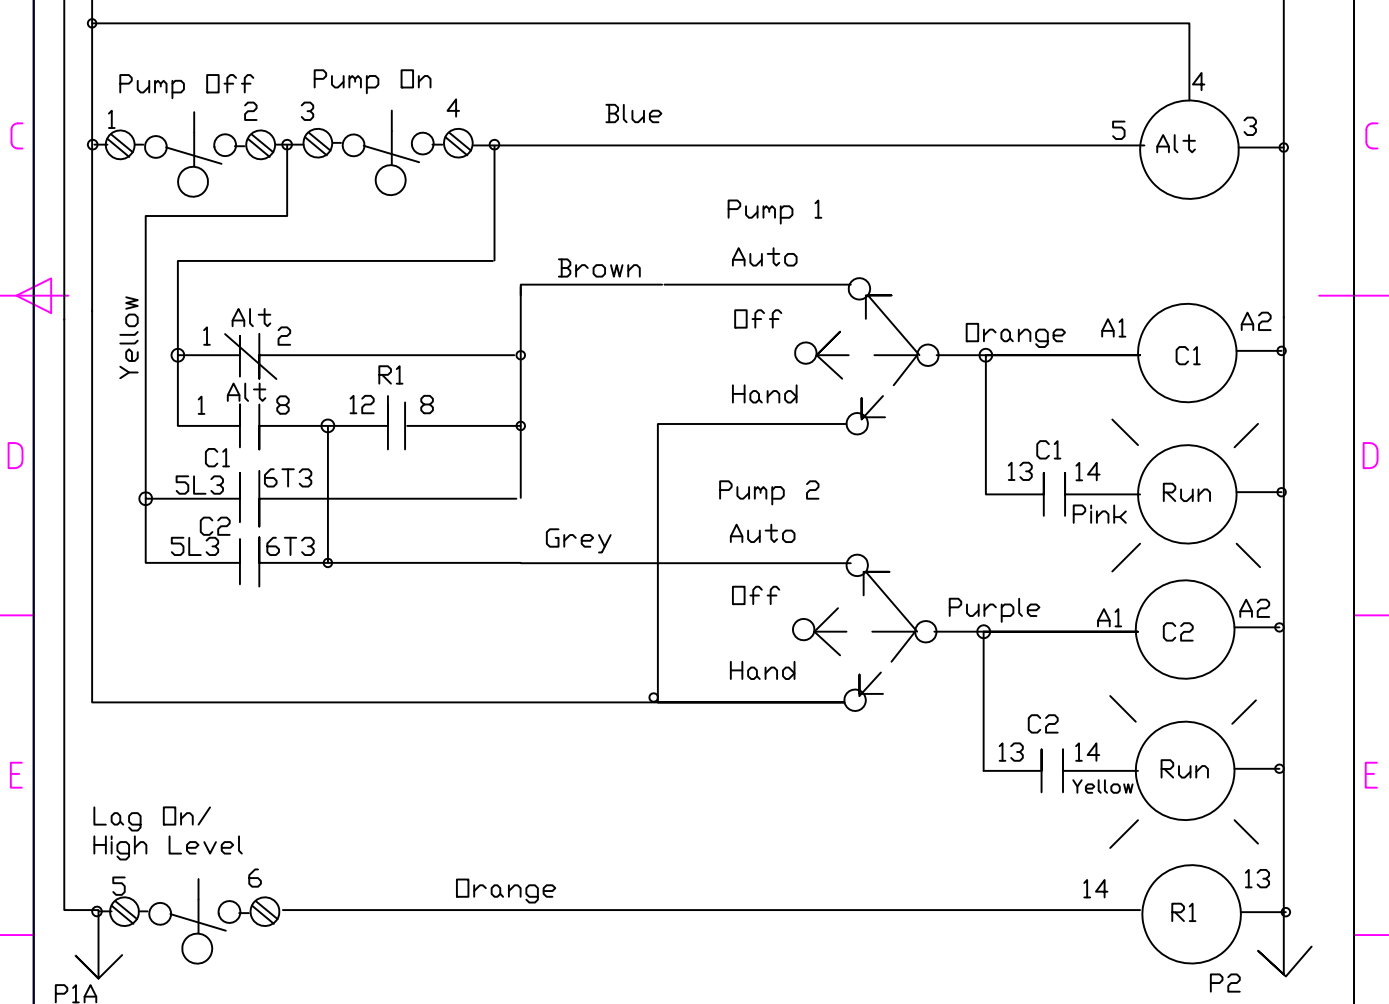 4
Pump Off
Pump On
1
2
3
4
Blue
5
Alt
3
C
C
Pump 1
Auto
Brown
Yellow
Off
Orange
A1
C1
A2
1
Alt
2
R1
Hand
1
Alt
8
12
8
C1
13
14
Run
Pink
D
D
C1
5L3
6T3
C2
5L3
6T3
Pump 2
Auto
Grey
Off
Purple
A1
C2
A2
Hand
C2
13
14
Run
Yellow
E
E
Lag On/
High Level
5
6
Orange
14
R1
13
P1A
P2